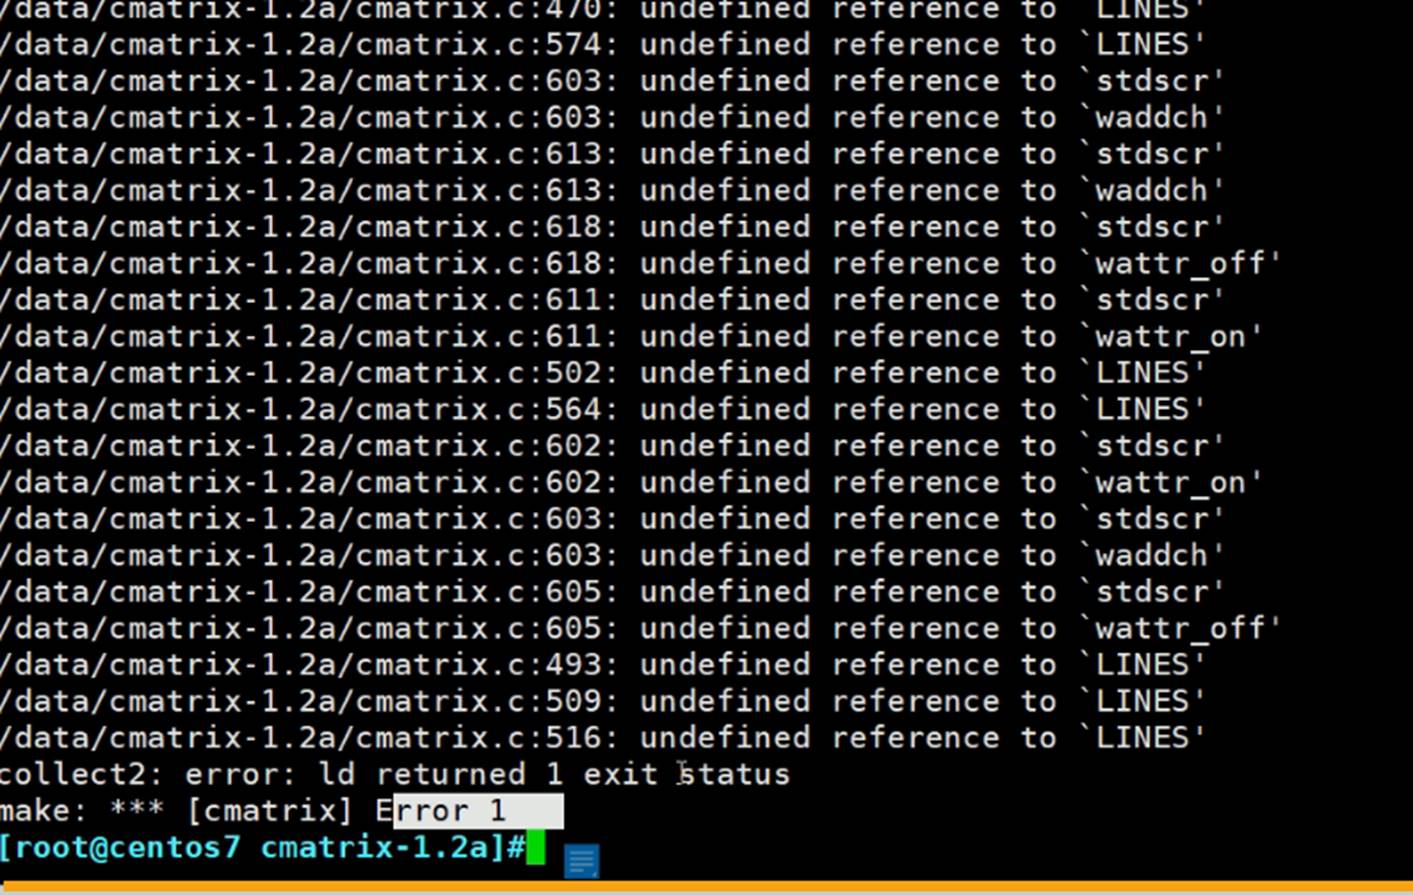 /data/cmatrix-1.2a/cmatrix.c:470: undefined reference to `LINES'
/data/cmatrix-1.2a/cmatrix.c:574: undefined reference to `LINES'
/data/cmatrix-1.2a/cmatrix.c:603: undefined reference to `stdscr'
/data/cmatrix-1.2a/cmatrix.c:603: undefined reference to `waddch'
/data/cmatrix-1.2a/cmatrix.c:613: undefined reference to `stdscr'
/data/cmatrix-1.2a/cmatrix.c:613: undefined reference to `waddch'
/data/cmatrix-1.2a/cmatrix.c:618: undefined reference to `stdscr'
/data/cmatrix-1.2a/cmatrix.c:618: undefined reference to `wattr_off'
/data/cmatrix-1.2a/cmatrix.c:611: undefined reference to `stdscr'
/data/cmatrix-1.2a/cmatrix.c:611: undefined reference to `wattr_on'
/data/cmatrix-1.2a/cmatrix.c:502: undefined reference to `LINES'
/data/cmatrix-1.2a/cmatrix.c:564: undefined reference to `LINES'
/data/cmatrix-1.2a/cmatrix.c:602: undefined reference to `stdscr'
/data/cmatrix-1.2a/cmatrix.c:602: undefined reference to `wattr_on'
/data/cmatrix-1.2a/cmatrix.c:603: undefined reference to `stdscr'
/data/cmatrix-1.2a/cmatrix.c:603: undefined reference to `waddch'
/data/cmatrix-1.2a/cmatrix.c:605: undefined reference to `stdscr'
/data/cmatrix-1.2a/cmatrix.c:605: undefined reference to `wattr_off'
/data/cmatrix-1.2a/cmatrix.c:493: undefined reference to `LINES'
/data/cmatrix-1.2a/cmatrix.c:509: undefined reference to `LINES'
/data/cmatrix-1.2a/cmatrix.c:516: undefined reference to `LINES'
collect2: error: ld returned 1 exit status
make: *** [cmatrix] Error 1
[root@centos7 cmatrix-1.2a]#